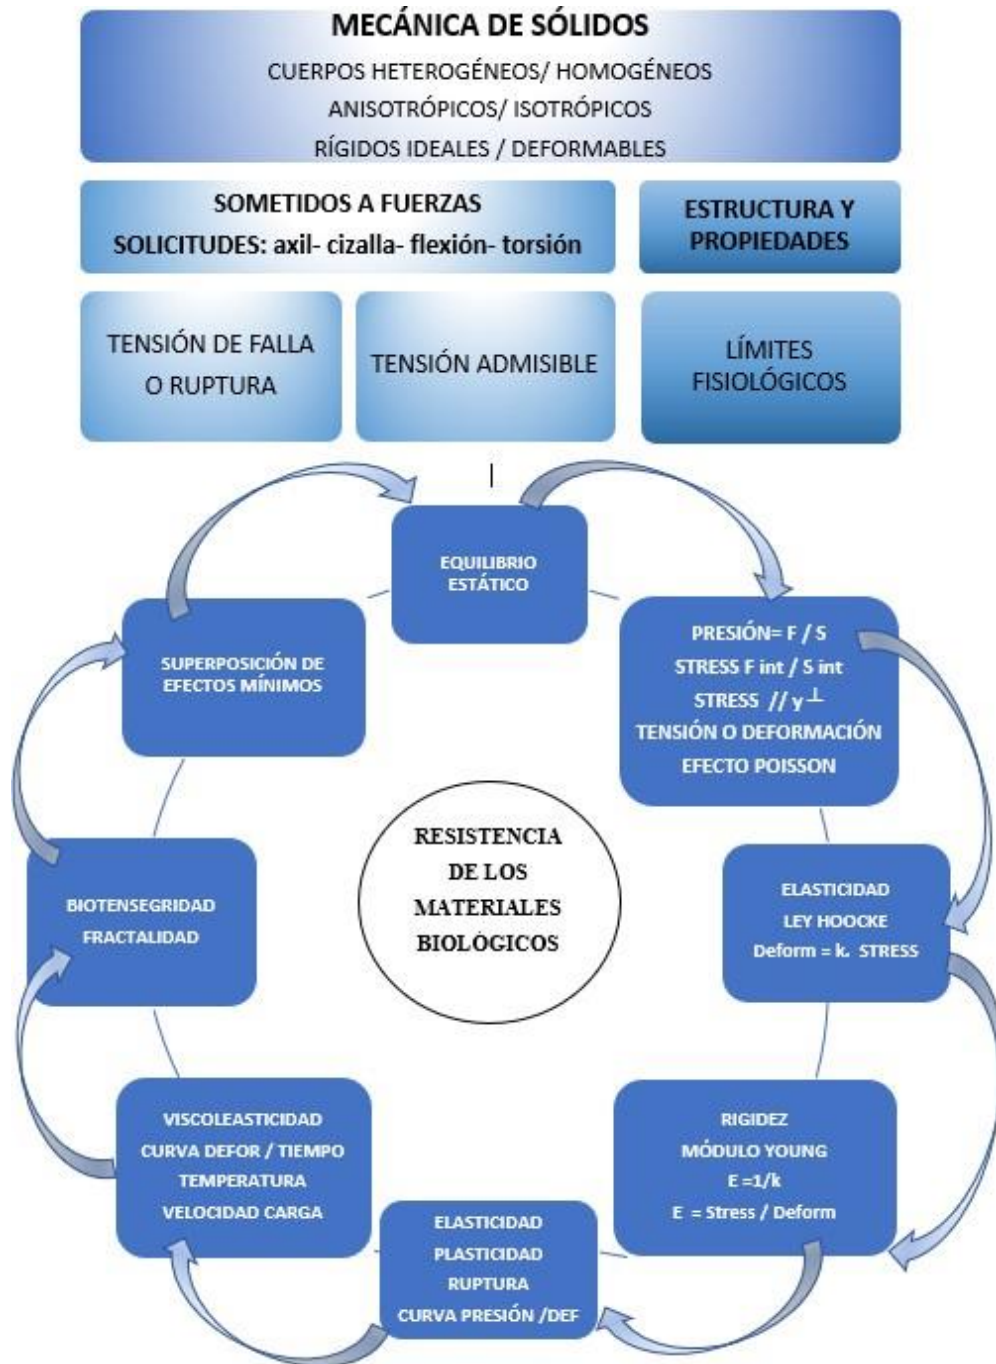 MECÁNICA DE SÓLIDOS
CUERPOS HETEROGÉNEOS/ HOMOGÉNEOS
ANISOTRÓPICOS/ ISOTRÓPICOS
RÍGIDOS IDEALES / DEFORMABLES
SOMETIDOS A FUERZAS
SOLICITUDES: axil- cizalla- flexión- torsión
ESTRUCTURA Y
PROPIEDADES
TENSIÓN DE FALLA
O RUPTURA
TENSIÓN ADMISIBLE
LÍMITES
FISIOLÓGICOS
EQUILIBRIO
ESTÁTICO
PRESIÓN= F / S
STRESS F int / S int
STRESS // y ┴
TENSIÓN O DEFORMACIÓN
EFECTO POISSON
ELASTICIDAD
LEY HOOCKE
Deform = k. STRESS
RIGIDEZ
MÓDULO YOUNG
E =1/k
E = Stress / Deform
ELASTICIDAD
PLASTICIDAD
RUPTURA
CURVA PRESIÓN /DEF
VISCOLEASTICIDAD
CURVA DEFOR / TIEMPO
TEMPERATURA
VELOCIDAD CARGA
BIOTENSEGRIDAD
FRACTALIDAD
SUPERPOSICIÓN DE
EFECTOS MÍNIMOS
RESISTENCIA
DE LOS
MATERIALES
BIOLÓGICOS